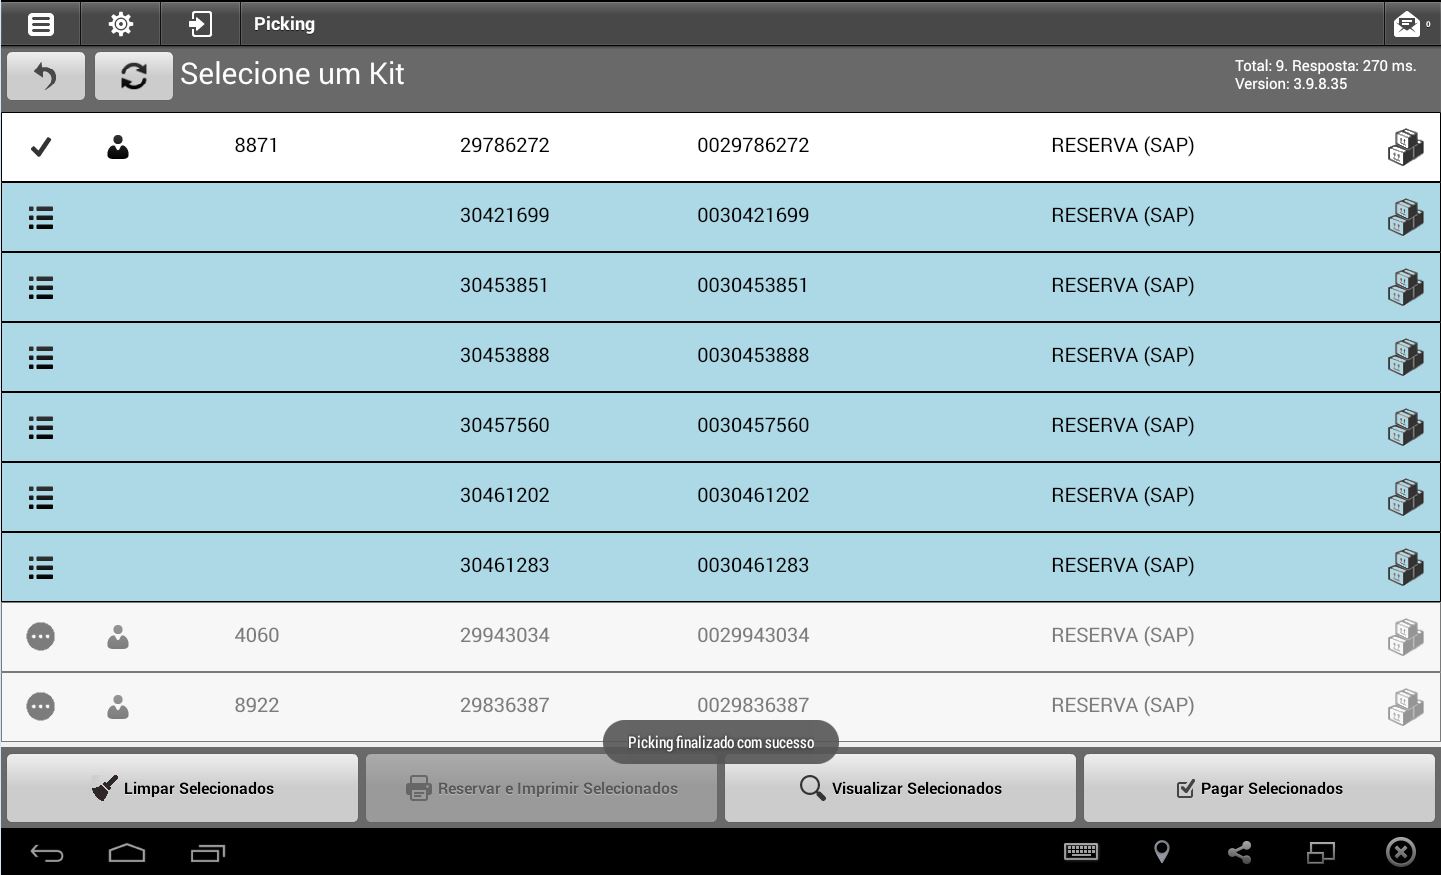 Picking
0
Selecione um Kit
Total: 9. Resposta: 270 ms.
Version: 3.9.8.35
8871 29786272 0029786272 RESERVA (SAP)
30421699 0030421699 RESERVA (SAP)
30453851 0030453851 RESERVA (SAP)
30453888 0030453888 RESERVA (SAP)
30457560 0030457560 RESERVA (SAP)
30461202 0030461202 RESERVA (SAP)
30461283 0030461283 RESERVA (SAP)
4060 29943034 0029943034 RESERVA (SAP)
8922 29836387 0029836387 RESERVA (SAP)
Picking finalizado com sucesso
Limpar Selecionados
Reservar e Imprimir Selecionados
Visualizar Selecionados
Pagar Selecionados